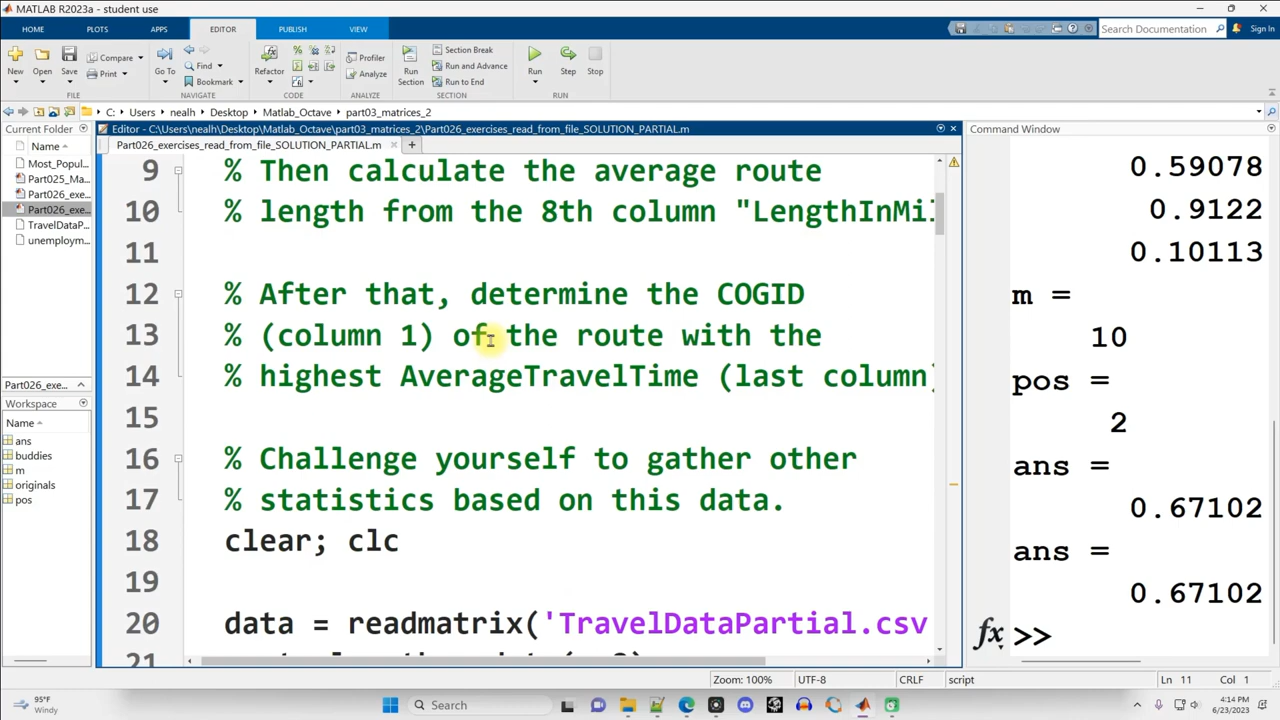 MATLAB R2023a - student use
HOME PLOTS APPS EDITOR PUBLISH VIEW Search Documentation Sign In
New Open Save Compare Print Go To Find Bookmark Refactor Profiler Analyze Run Section Section Break Run and Advance Run to End Run Step Stop
FILE NAVIGATE CODE ANALYZE SECTION RUN
C: Users nealh Desktop Matlab_Octave part03_matrices_2
Current Folder
Name
Most_Popul...
Part025_Ma...
Part026_exe...
Part026_exe...
TravelDataP...
unemploym...
Part026_exe...
Workspace
Name
ans
buddies
m
originals
pos
Editor - C:\Users\nealh\Desktop\Matlab_Octave\part03_matrices_2\Part026_exercises_read_from_file_SOLUTION_PARTIAL.m
Part026_exercises_read_from_file_SOLUTION_PARTIAL.m
9 % Then calculate the average route
10 % length from the 8th column "LengthInMil
11
12 % After that, determine the COGID
13 % (column 1) of the route with the
14 % highest AverageTravelTime (last column)
15
16 % Challenge yourself to gather other
17 % statistics based on this data.
18 clear; clc
19
20 data = readmatrix('TravelDataPartial.csv
21
Command Window
0.59078
0.9122
0.10113
m =
10
pos =
2
ans =
0.67102
ans =
0.67102
fx >>
Zoom: 100% UTF-8 CRLF script Ln 11 Col 1
95°F
Windy
Search
4:14 PM
6/23/2023